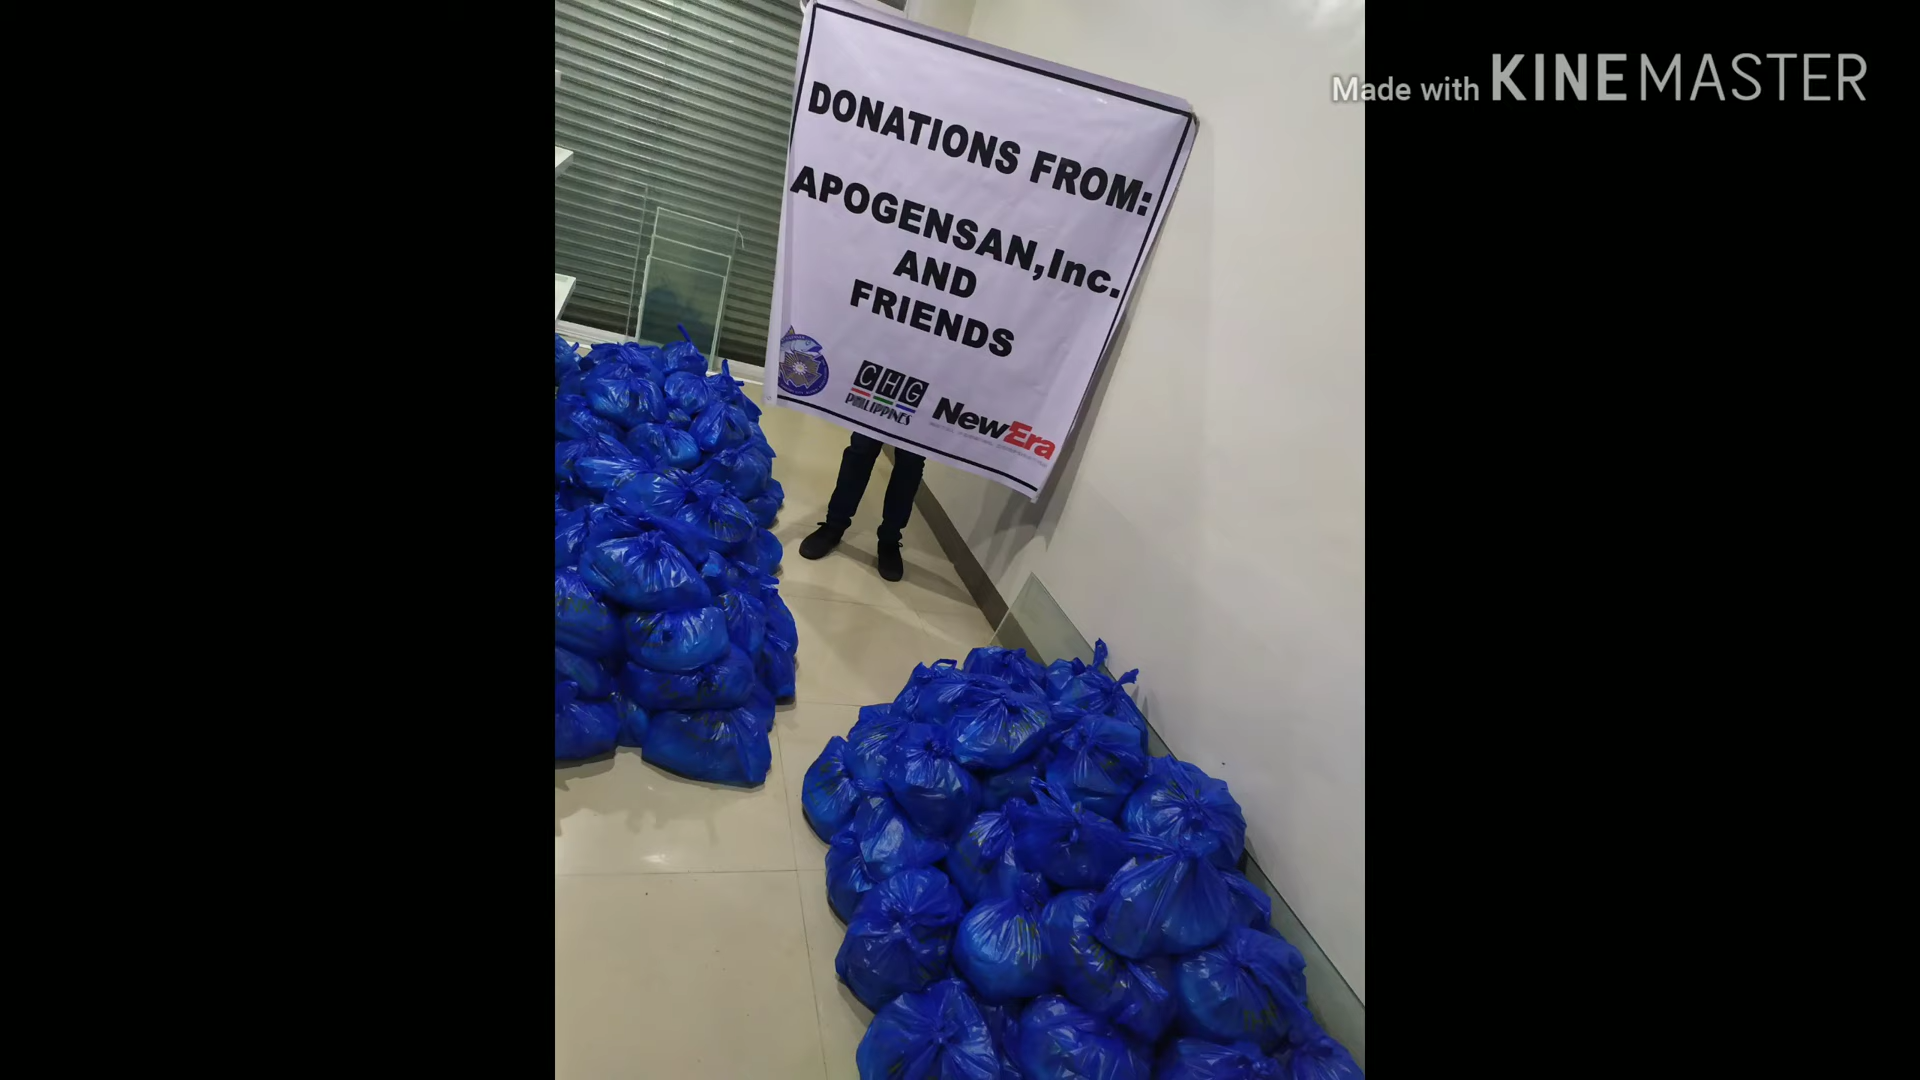 DONATIONS FROM:
APOGENSAN,Inc.
AND
FRIENDS
CHG
PHILIPPINES
NewEra
Made with KINEMASTER